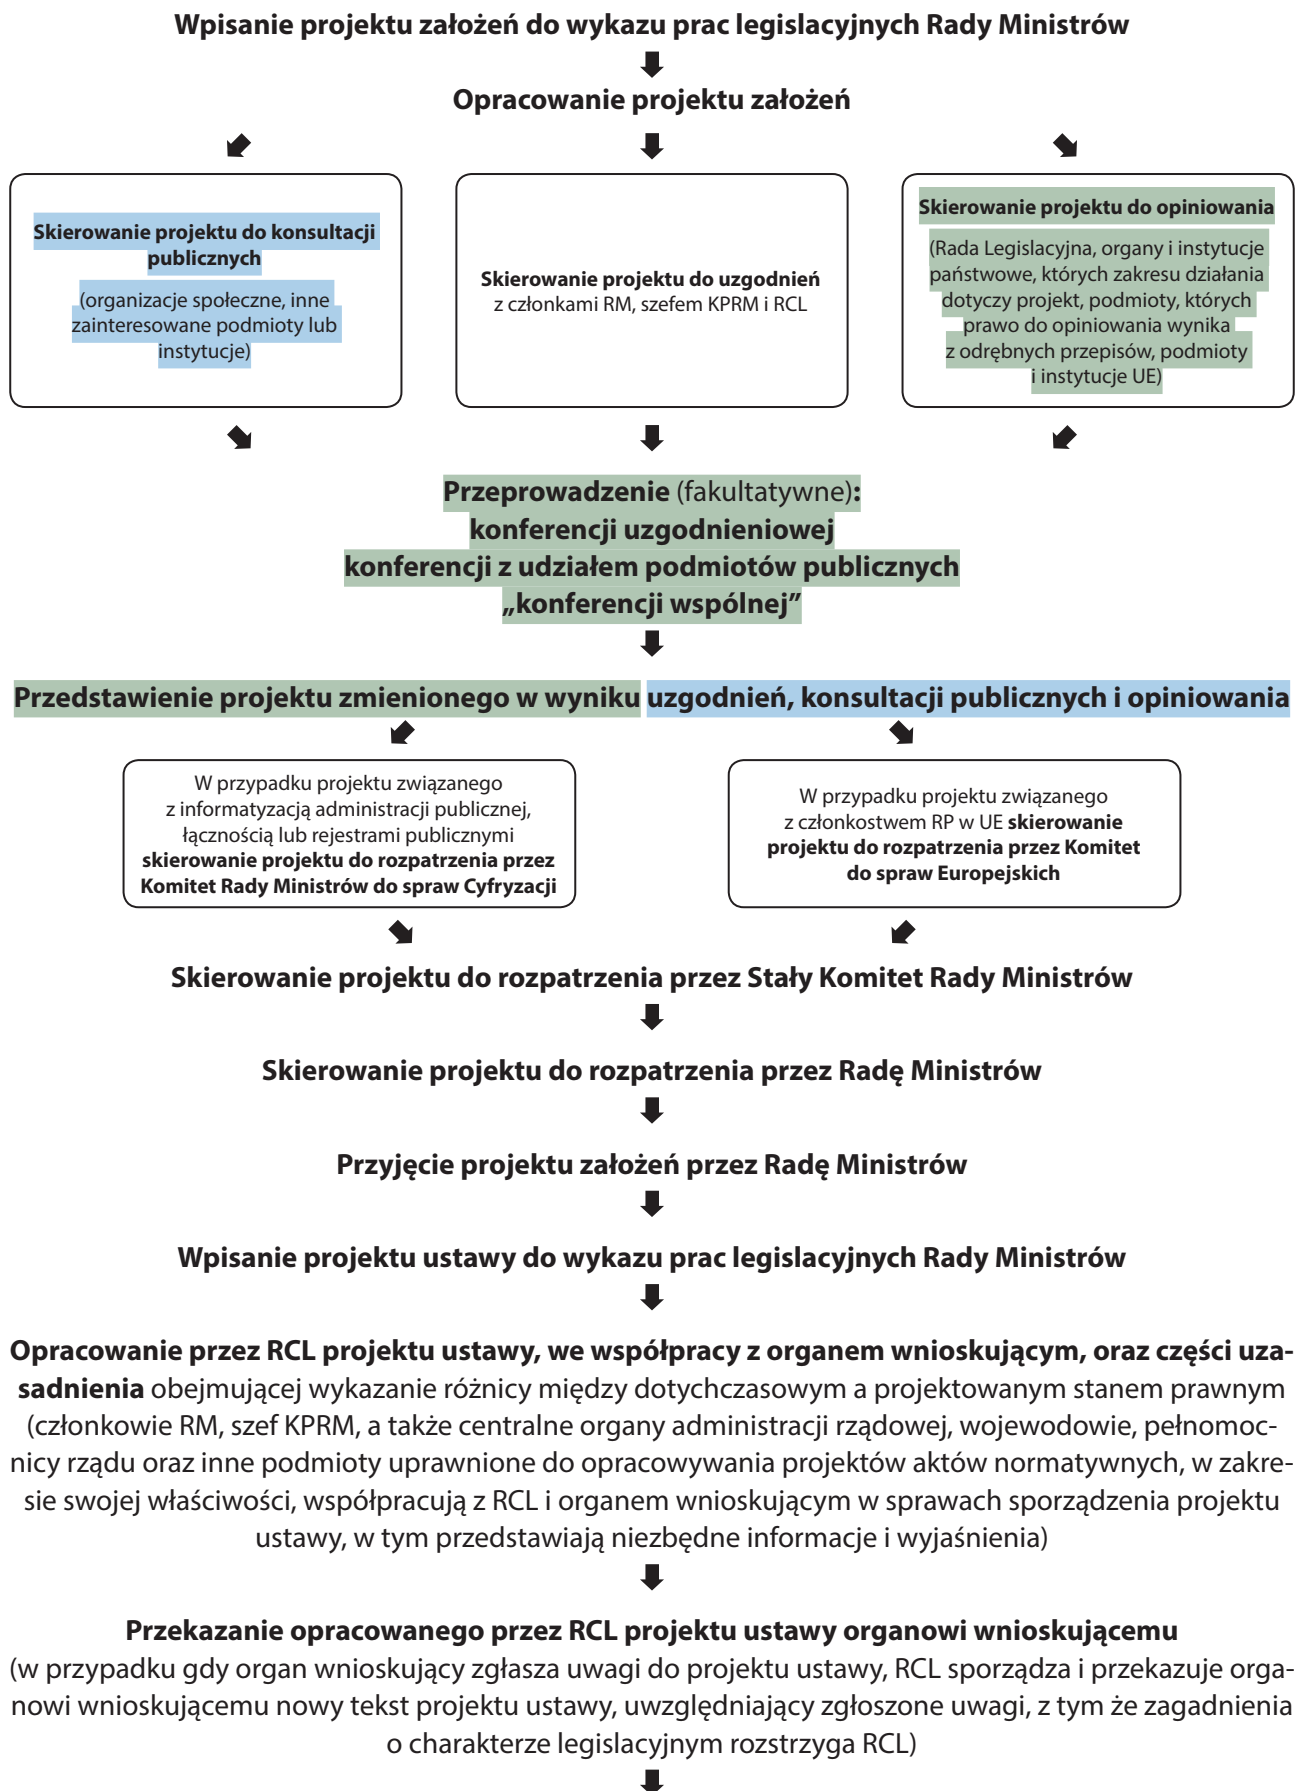 Wpisanie projektu założeń do wykazu prac legislacyjnych Rady Ministrów
Opracowanie projektu założeń
Skierowanie projektu do konsultacji
publicznych
(organizacje społeczne, inne
zainteresowane podmioty lub
instytucje)
Skierowanie projektu do uzgodnień
z członkami RM, szefem KPRM i RCL
Skierowanie projektu do opiniowania
(Rada Legislacyjna, organy i instytucje
państwowe, których zakresu działania
dotyczy projekt, podmioty, których
prawo do opiniowania wynika
z odrębnych przepisów, podmioty
i instytucje UE)
Przeprowadzenie (fakultatywne):
konferencji uzgodnieniowej
konferencji z udziałem podmiotów publicznych
„konferencji wspólnej”
Przedstawienie projektu zmienionego w wyniku uzgodnień, konsultacji publicznych i opiniowania
W przypadku projektu związanego
z informatyzacją administracji publicznej,
łącznością lub rejestrami publicznymi
skierowanie projektu do rozpatrzenia przez
Komitet Rady Ministrów do spraw Cyfryzacji
W przypadku projektu związanego
z członkostwem RP w UE skierowanie
projektu do rozpatrzenia przez Komitet
do spraw Europejskich
Skierowanie projektu do rozpatrzenia przez Stały Komitet Rady Ministrów
Skierowanie projektu do rozpatrzenia przez Radę Ministrów
Przyjęcie projektu założeń przez Radę Ministrów
Wpisanie projektu ustawy do wykazu prac legislacyjnych Rady Ministrów
Opracowanie przez RCL projektu ustawy, we współpracy z organem wnioskującym, oraz części uza-
sadnienia obejmującej wykazanie różnicy między dotychczasowym a projektowanym stanem prawnym
(członkowie RM, szef KPRM, a także centralne organy administracji rządowej, wojewodowie, pełnomoc-
nicy rządu oraz inne podmioty uprawnione do opracowywania projektów aktów normatywnych, w zakre-
sie swojej właściwości, współpracują z RCL i organem wnioskującym w sprawach sporządzenia projektu
ustawy, w tym przedstawiają niezbędne informacje i wyjaśnienia)
Przekazanie opracowanego przez RCL projektu ustawy organowi wnioskującemu
(w przypadku gdy organ wnioskujący zgłasza uwagi do projektu ustawy, RCL sporządza i przekazuje orga-
nowi wnioskującemu nowy tekst projektu ustawy, uwzględniający zgłoszone uwagi, z tym że zagadnienia
o charakterze legislacyjnym rozstrzyga RCL)